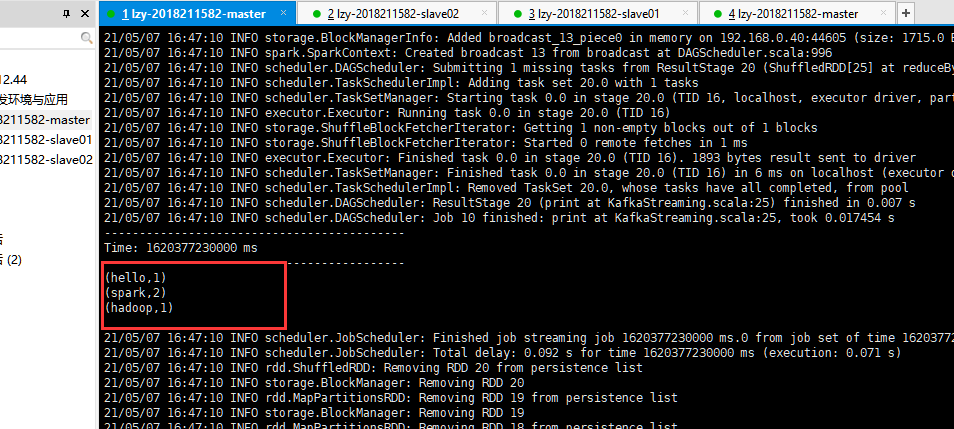 1 lzy-2018211582-master
2 lzy-2018211582-slave02
3 lzy-2018211582-slave01
4 lzy-2018211582-master
12.44
发环境与应用
8211582-master
8211582-slave01
8211582-slave02
(2)
21/05/07 16:47:10 INFO storage.BlockManagerInfo: Added broadcast_13_piece0 in memory on 192.168.0.40:44605 (size: 1715.0 B
21/05/07 16:47:10 INFO spark.SparkContext: Created broadcast 13 from broadcast at DAGScheduler.scala:996
21/05/07 16:47:10 INFO scheduler.DAGScheduler: Submitting 1 missing tasks from ResultStage 20 (ShuffledRDD[25] at reduceBy
21/05/07 16:47:10 INFO scheduler.TaskSchedulerImpl: Adding task set 20.0 with 1 tasks
21/05/07 16:47:10 INFO scheduler.TaskSetManager: Starting task 0.0 in stage 20.0 (TID 16, localhost, executor driver, part
21/05/07 16:47:10 INFO executor.Executor: Running task 0.0 in stage 20.0 (TID 16)
21/05/07 16:47:10 INFO storage.ShuffleBlockFetcherIterator: Getting 1 non-empty blocks out of 1 blocks
21/05/07 16:47:10 INFO storage.ShuffleBlockFetcherIterator: Started 0 remote fetches in 1 ms
21/05/07 16:47:10 INFO executor.Executor: Finished task 0.0 in stage 20.0 (TID 16). 1893 bytes result sent to driver
21/05/07 16:47:10 INFO scheduler.TaskSetManager: Finished task 0.0 in stage 20.0 (TID 16) in 6 ms on localhost (executor d
21/05/07 16:47:10 INFO scheduler.TaskSchedulerImpl: Removed TaskSet 20.0, whose tasks have all completed, from pool
21/05/07 16:47:10 INFO scheduler.DAGScheduler: ResultStage 20 (print at KafkaStreaming.scala:25) finished in 0.007 s
21/05/07 16:47:10 INFO scheduler.DAGScheduler: Job 10 finished: print at KafkaStreaming.scala:25, took 0.017454 s
-------------------------------------------
Time: 1620377230000 ms
-------------------------------------------
(hello,1)
(spark,2)
(hadoop,1)
21/05/07 16:47:10 INFO scheduler.JobScheduler: Finished job streaming job 1620377230000 ms.0 from job set of time 16203772
21/05/07 16:47:10 INFO scheduler.JobScheduler: Total delay: 0.092 s for time 1620377230000 ms (execution: 0.071 s)
21/05/07 16:47:10 INFO rdd.ShuffledRDD: Removing RDD 20 from persistence list
21/05/07 16:47:10 INFO storage.BlockManager: Removing RDD 20
21/05/07 16:47:10 INFO rdd.MapPartitionsRDD: Removing RDD 19 from persistence list
21/05/07 16:47:10 INFO storage.BlockManager: Removing RDD 19
21/05/07 16:47:10 INFO rdd.MapPartitionsRDD: Removing RDD 18 from persistence list